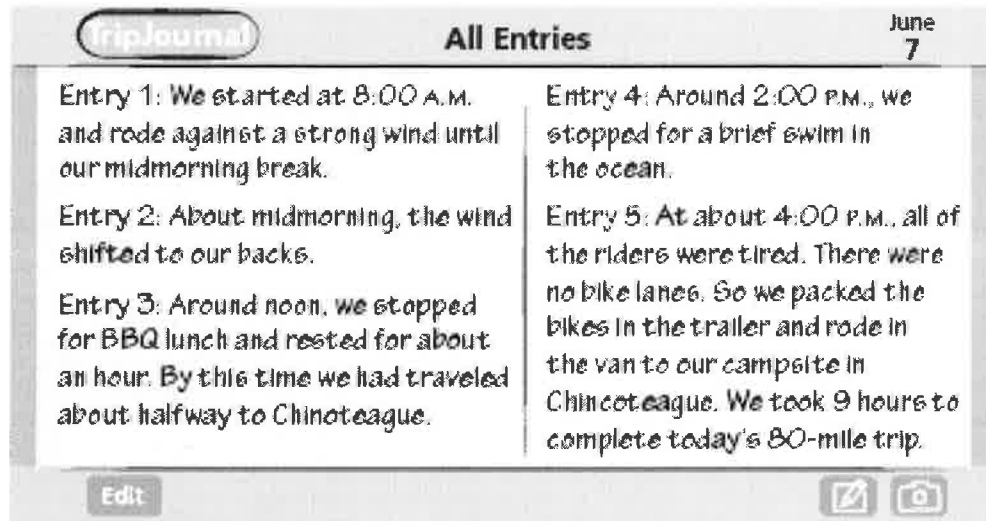 TripJournal
All Entries
June
7
Entry 1: We started at 8:00 A.M.
and rode against a strong wind until
our midmorning break.
Entry 2: About midmorning, the wind
shifted to our backs.
Entry 3: Around noon, we stopped
for BBQ lunch and rested for about
an hour. By this time we had traveled
about halfway to Chinoteague.
Entry 4: Around 2:00 P.M., we
stopped for a brief swim in
the ocean.
Entry 5: At about 4:00 P.M., all of
the riders were tired. There were
no bike lanes. So we packed the
bikes in the trailer and rode in
the van to our campsite in
Chincoteague. We took 9 hours to
complete today's 80-mile trip.
Edit